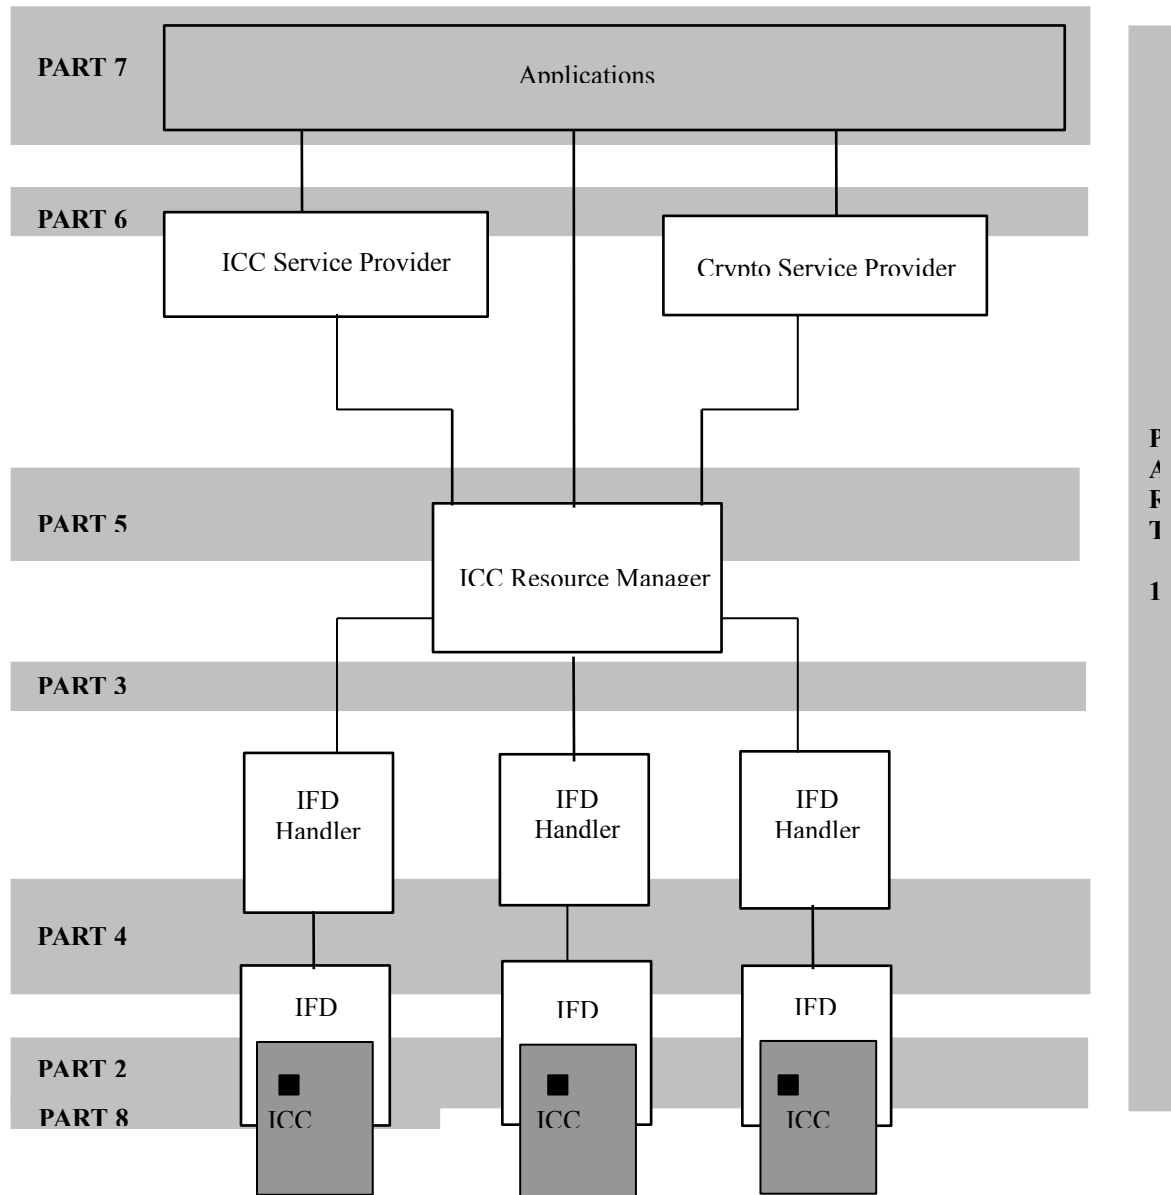 PART 7
Applications
PART 6
ICC Service Provider
Crypto Service Provider
PART 5
ICC Resource Manager
PART 3
IFD
Handler
IFD
Handler
IFD
Handler
PART 4
IFD
IFD
IFD
PART 2
PART 8
ICC
ICC
ICC
P
A
R
T
1